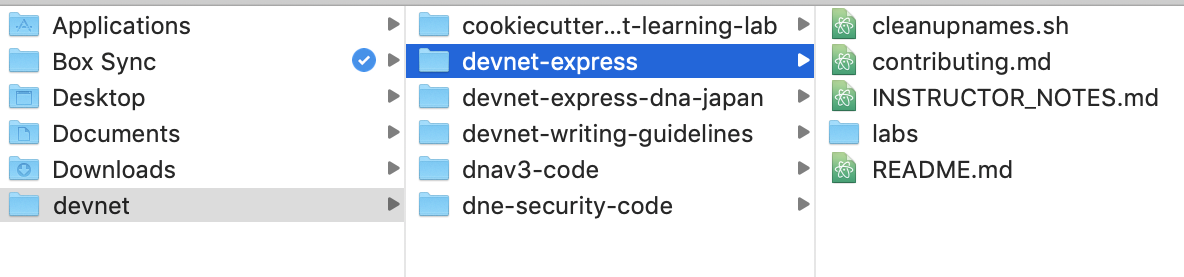 Applications
Box Sync
Desktop
Documents
Downloads
devnet
cookiecutter...t-learning-lab
devnet-express
devnet-express-dna-japan
devnet-writing-guidelines
dnav3-code
dne-security-code
cleanupnames.sh
contributing.md
INSTRUCTOR_NOTES.md
labs
README.md